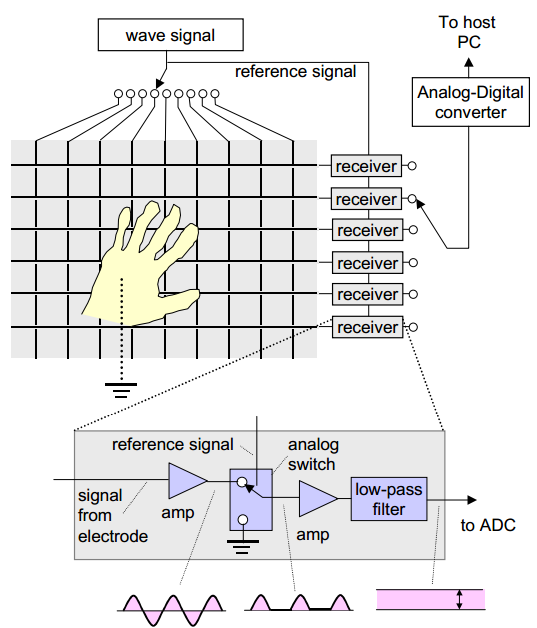 To host
PC
wave signal
reference signal
Analog-Digital
converter
receiver
receiver
receiver
receiver
receiver
receiver
reference signal
analog
switch
signal
from
electrode
amp
amp
low-pass
filter
to ADC